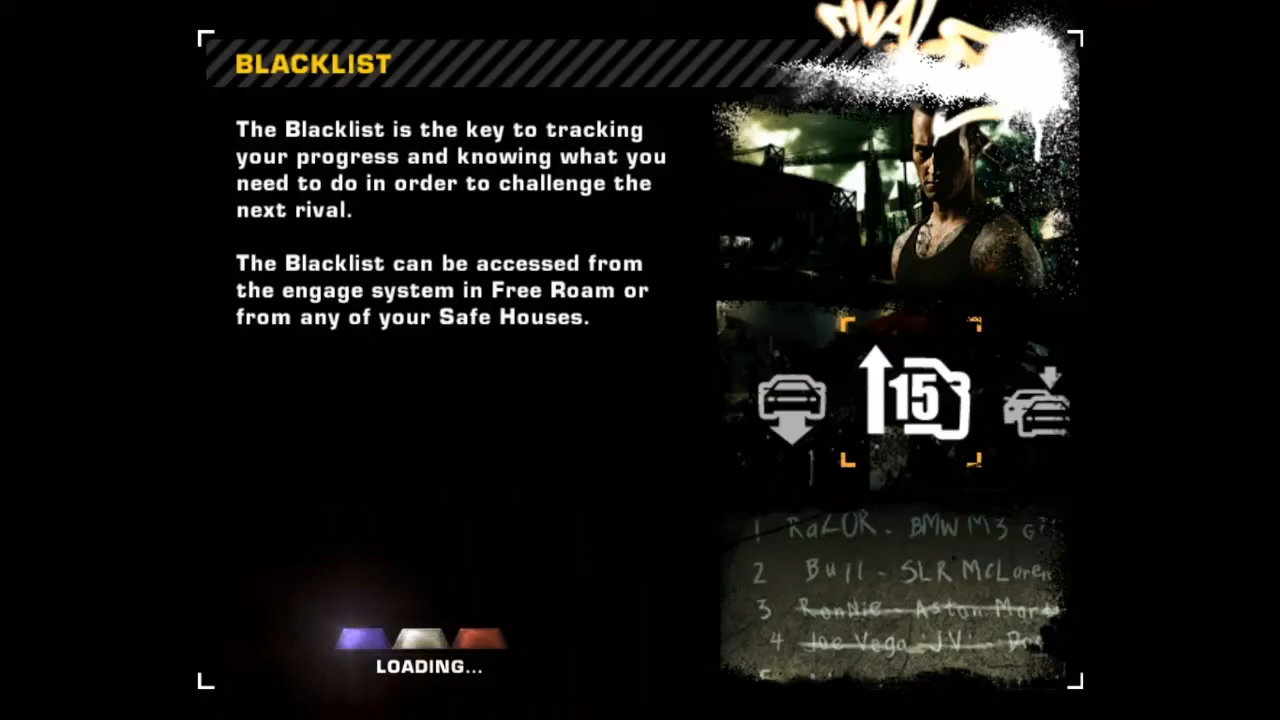 RIVALS
BLACKLIST
The Blacklist is the key to tracking
your progress and knowing what you
need to do in order to challenge the
next rival.
The Blacklist can be accessed from
the engage system in Free Roam or
from any of your Safe Houses.
15
1 RaZOR - BMW M3
2 Bull - SLR McLaren
3 RonNie - Aston Mar
4 Joe Vega 'JV' -
LOADING...